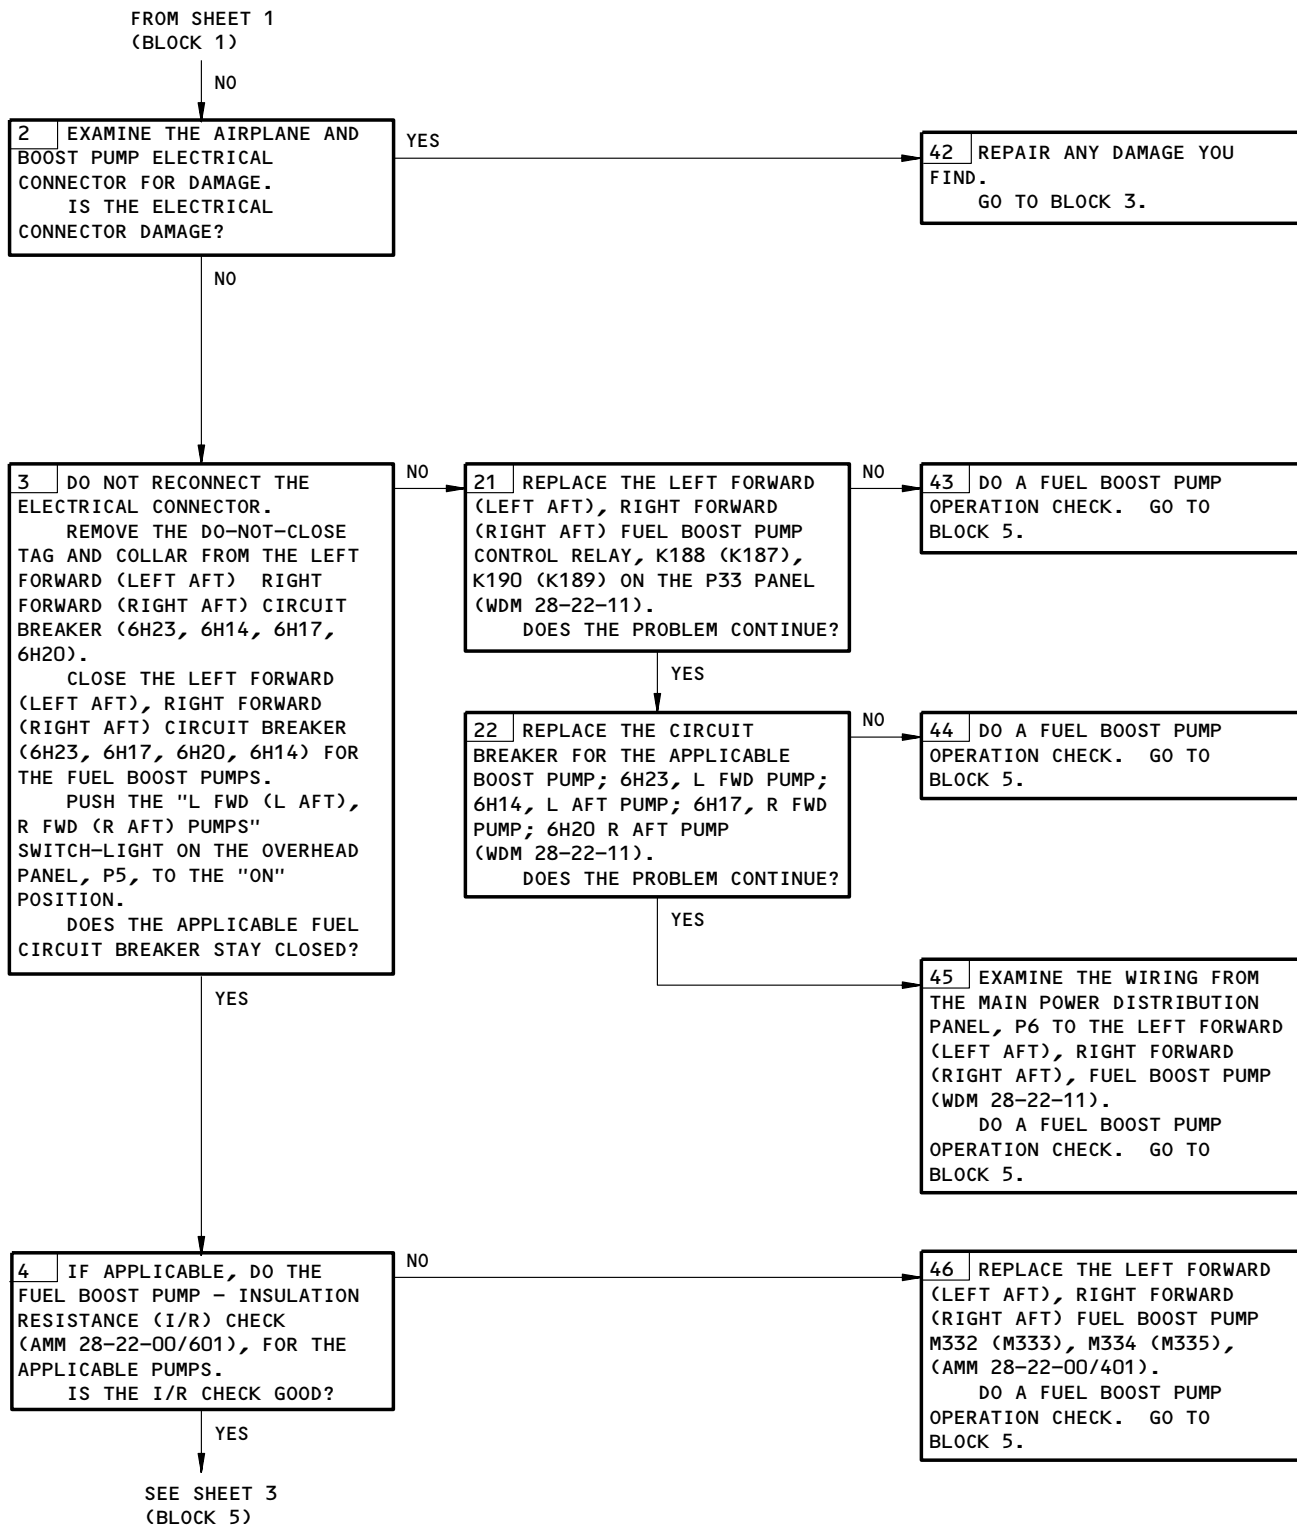 FROM SHEET 1
(BLOCK 1)
NO
2 EXAMINE THE AIRPLANE AND
BOOST PUMP ELECTRICAL
CONNECTOR FOR DAMAGE.
IS THE ELECTRICAL
CONNECTOR DAMAGE?
YES
42 REPAIR ANY DAMAGE YOU
FIND.
GO TO BLOCK 3.
NO
3 DO NOT RECONNECT THE
ELECTRICAL CONNECTOR.
REMOVE THE DO-NOT-CLOSE
TAG AND COLLAR FROM THE LEFT
FORWARD (LEFT AFT) RIGHT
FORWARD (RIGHT AFT) CIRCUIT
BREAKER (6H23, 6H14, 6H17,
6H20).
CLOSE THE LEFT FORWARD
(LEFT AFT), RIGHT FORWARD
(RIGHT AFT) CIRCUIT BREAKER
(6H23, 6H17, 6H20, 6H14) FOR
THE FUEL BOOST PUMPS.
PUSH THE "L FWD (L AFT),
R FWD (R AFT) PUMPS"
SWITCH-LIGHT ON THE OVERHEAD
PANEL, P5, TO THE "ON"
POSITION.
DOES THE APPLICABLE FUEL
CIRCUIT BREAKER STAY CLOSED?
NO
21 REPLACE THE LEFT FORWARD
(LEFT AFT), RIGHT FORWARD
(RIGHT AFT) FUEL BOOST PUMP
CONTROL RELAY, K188 (K187),
K190 (K189) ON THE P33 PANEL
(WDM 28-22-11).
DOES THE PROBLEM CONTINUE?
NO
43 DO A FUEL BOOST PUMP
OPERATION CHECK. GO TO
BLOCK 5.
YES
22 REPLACE THE CIRCUIT
BREAKER FOR THE APPLICABLE
BOOST PUMP; 6H23, L FWD PUMP;
6H14, L AFT PUMP; 6H17, R FWD
PUMP; 6H20 R AFT PUMP
(WDM 28-22-11).
DOES THE PROBLEM CONTINUE?
NO
44 DO A FUEL BOOST PUMP
OPERATION CHECK. GO TO
BLOCK 5.
YES
45 EXAMINE THE WIRING FROM
THE MAIN POWER DISTRIBUTION
PANEL, P6 TO THE LEFT FORWARD
(LEFT AFT), RIGHT FORWARD
(RIGHT AFT), FUEL BOOST PUMP
(WDM 28-22-11).
DO A FUEL BOOST PUMP
OPERATION CHECK. GO TO
BLOCK 5.
YES
4 IF APPLICABLE, DO THE
FUEL BOOST PUMP - INSULATION
RESISTANCE (I/R) CHECK
(AMM 28-22-00/601), FOR THE
APPLICABLE PUMPS.
IS THE I/R CHECK GOOD?
NO
46 REPLACE THE LEFT FORWARD
(LEFT AFT), RIGHT FORWARD
(RIGHT AFT) FUEL BOOST PUMP
M332 (M333), M334 (M335),
(AMM 28-22-00/401).
DO A FUEL BOOST PUMP
OPERATION CHECK. GO TO
BLOCK 5.
YES
SEE SHEET 3
(BLOCK 5)